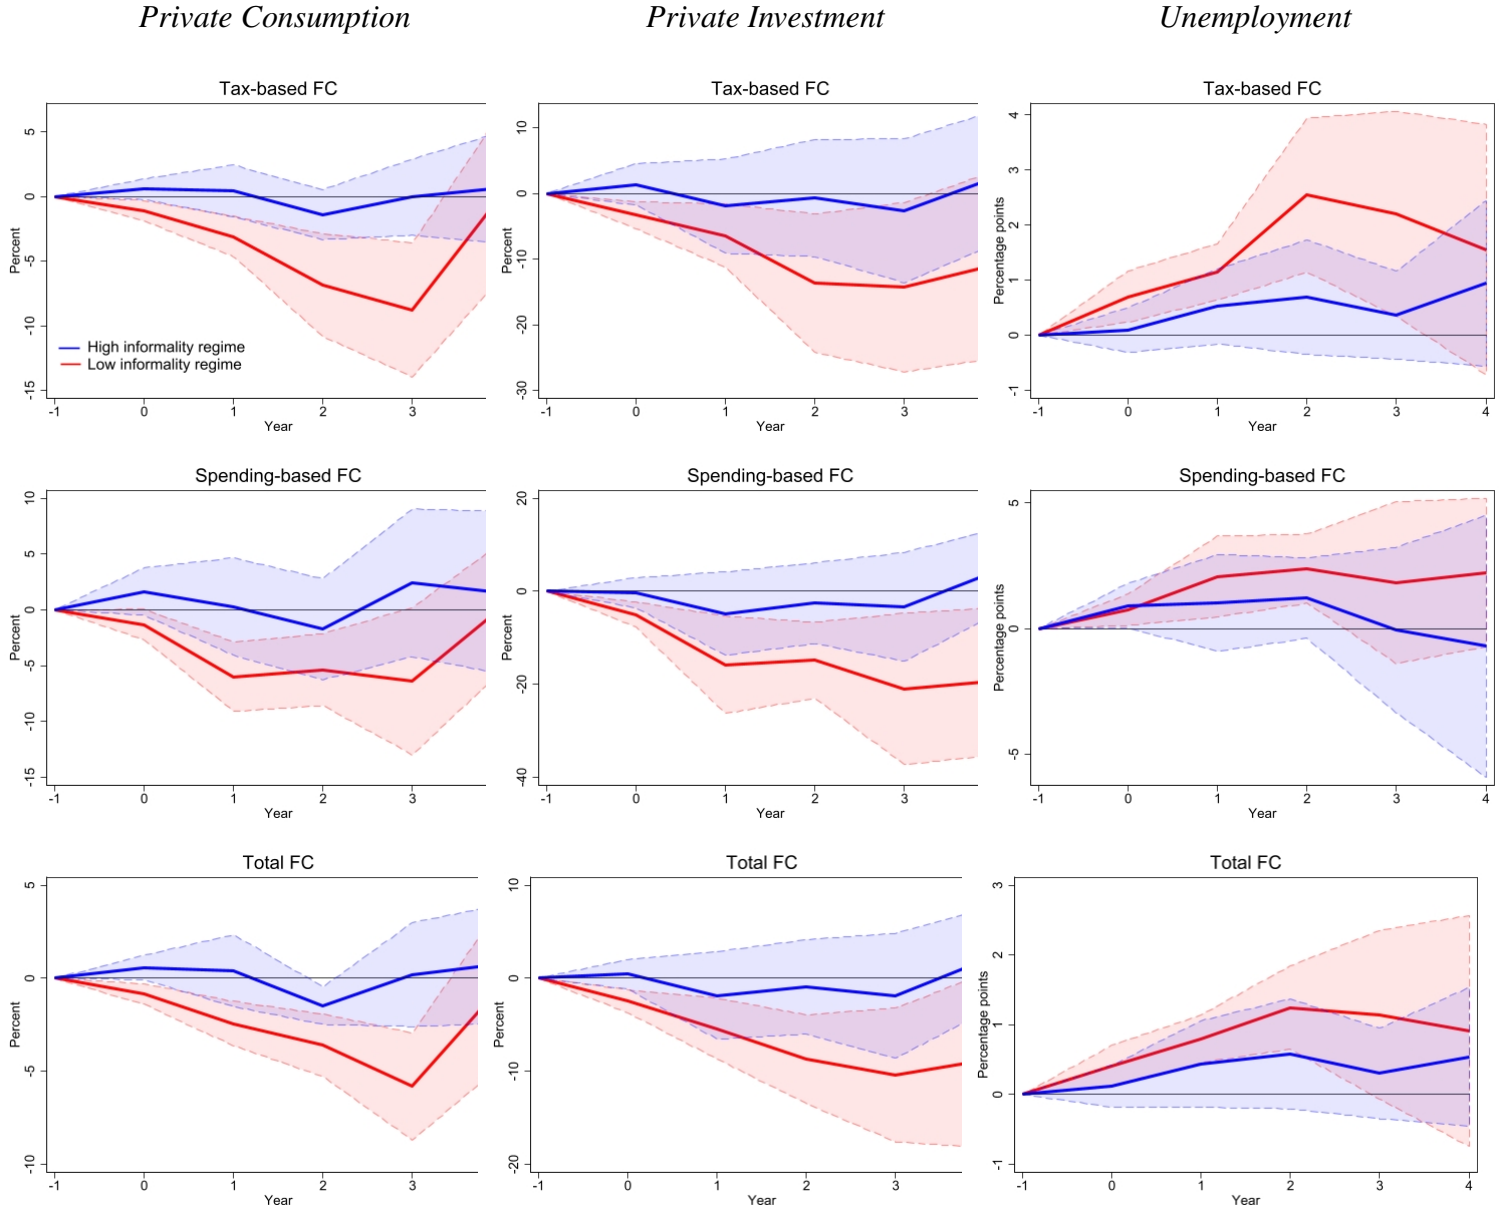 Private Consumption
Private Investment
Unemployment
Tax-based FC
5
0
-5
-10
-15
Percent
High informality regime
Low informality regime
-1 0 1 2 3
Year
Tax-based FC
10
0
-10
-20
-30
Percent
-1 0 1 2 3
Year
Tax-based FC
4
3
2
1
0
-1
Percentage points
-1 0 1 2 3 4
Year
Spending-based FC
10
5
0
-5
-10
-15
Percent
-1 0 1 2 3
Year
Spending-based FC
20
0
20
40
Percent
-1 0 1 2 3
Year
Spending-based FC
5
0
-5
Percentage points
-1 0 1 2 3 4
Year
Total FC
5
0
-5
-10
Percent
-1 0 1 2 3
Year
Total FC
10
0
-10
-20
Percent
-1 0 1 2 3
Year
Total FC
3
2
1
0
-1
Percentage points
-1 0 1 2 3 4
Year